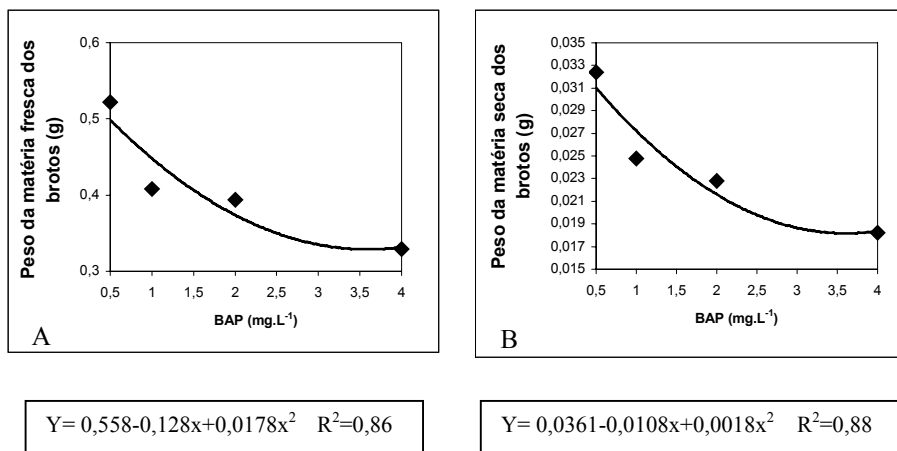 Peso da matéria fresca dos
brotos (g)
0,6
0,5
0,4
0,3
0,5 1 1,5 2 2,5 3 3,5 4
BAP (mg.L⁻¹)
A
Peso da matéria seca dos
brotos (g)
0,035
0,033
0,031
0,029
0,027
0,025
0,023
0,021
0,019
0,017
0,015
0,5 1 1,5 2 2,5 3 3,5 4
BAP (mg.L⁻¹)
B
Y= 0,558-0,128x+0,0178x² R²=0,86
Y= 0,0361-0,0108x+0,0018x² R²=0,88